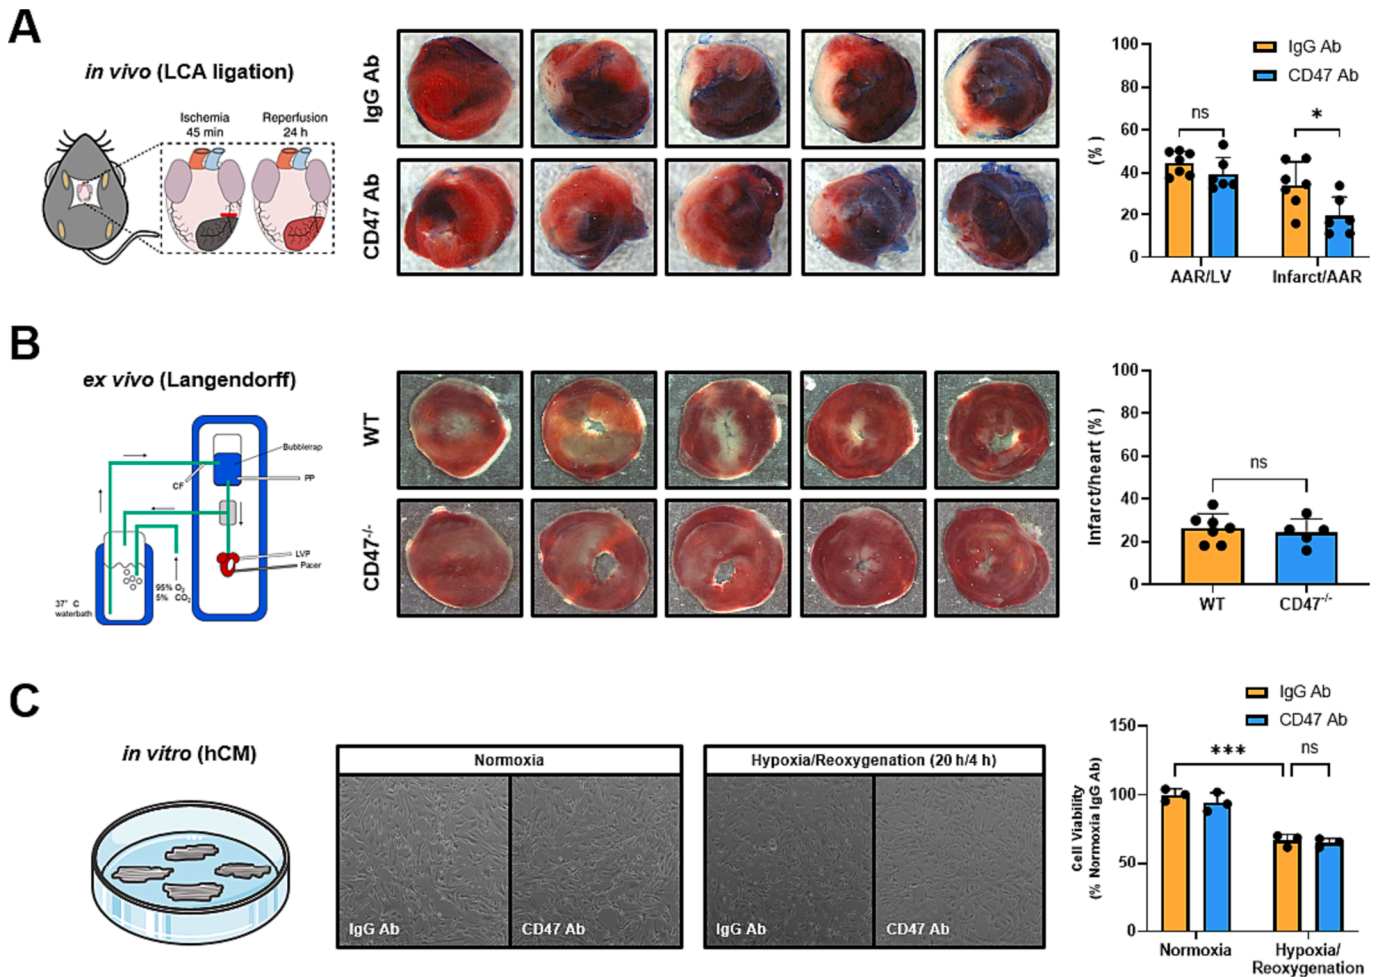 A
in vivo (LCA ligation)
Ischemia
45 min
Reperfusion
24 h
IgG Ab
CD47 Ab
100
80
60
40
20
0
(%)
IgG Ab
CD47 Ab
ns
*
AAR/LV
Infarct/AAR
B
ex vivo (Langendorff)
Bubbletrap
CF
PP
LVP
Pacer
37° C
waterbath
95% O2
5% CO2
WT
CD47-/-
100
80
60
40
20
0
Infarct/heart (%)
ns
WT
CD47-/-
C
in vitro (hCM)
Normoxia
IgG Ab
CD47 Ab
Hypoxia/Reoxygenation (20 h/4 h)
IgG Ab
CD47 Ab
IgG Ab
CD47 Ab
150
100
50
0
Cell Viability
(% Normoxia IgG Ab)
***
ns
Normoxia
Hypoxia/
Reoxygenation